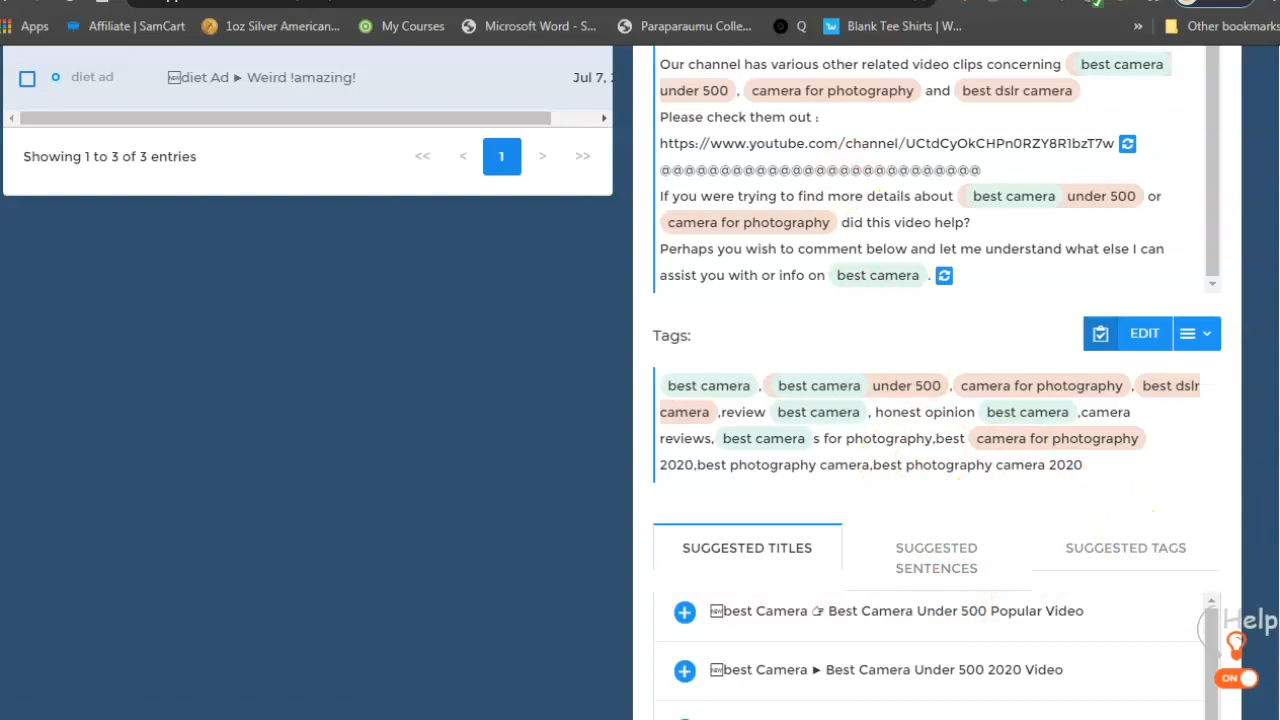 Apps Affiliate | SamCart 1oz Silver American... My Courses Microsoft Word - S... Paraparaumu Colle... Q Blank Tee Shirts | W... » Other bookmarks
diet ad diet Ad ► Weird !amazing! Jul 7, 2
Showing 1 to 3 of 3 entries << < 1 > >>
Our channel has various other related video clips concerning best camera
under 500 , camera for photography and best dslr camera
Please check them out :
https://www.youtube.com/channel/UCtdCyOkCHPn0RZY8R1bzT7w
@@@@@@@@@@@@@@@@@@@@@@@@@@@
If you were trying to find more details about best camera under 500 or
camera for photography did this video help?
Perhaps you wish to comment below and let me understand what else I can
assist you with or info on best camera .
Tags:
EDIT
best camera , best camera under 500 , camera for photography , best dslr
camera ,review best camera , honest opinion best camera ,camera
reviews, best camera s for photography,best camera for photography
2020,best photography camera,best photography camera 2020
SUGGESTED TITLES
SUGGESTED
SENTENCES
SUGGESTED TAGS
best Camera ☞ Best Camera Under 500 Popular Video
best Camera ► Best Camera Under 500 2020 Video
Help
ON